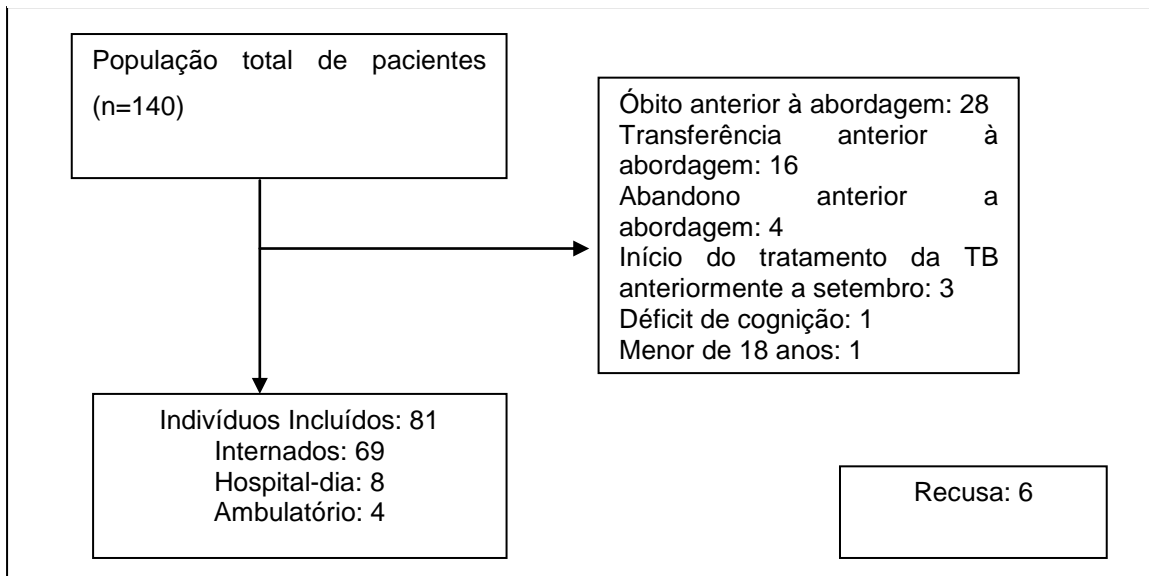 População total de pacientes
(n=140)
Óbito anterior à abordagem: 28
Transferência anterior à
abordagem: 16
Abandono anterior a
abordagem: 4
Início do tratamento da TB
anteriormente a setembro: 3
Déficit de cognição: 1
Menor de 18 anos: 1
Indivíduos Incluídos: 81
Internados: 69
Hospital-dia: 8
Ambulatório: 4
Recusa: 6